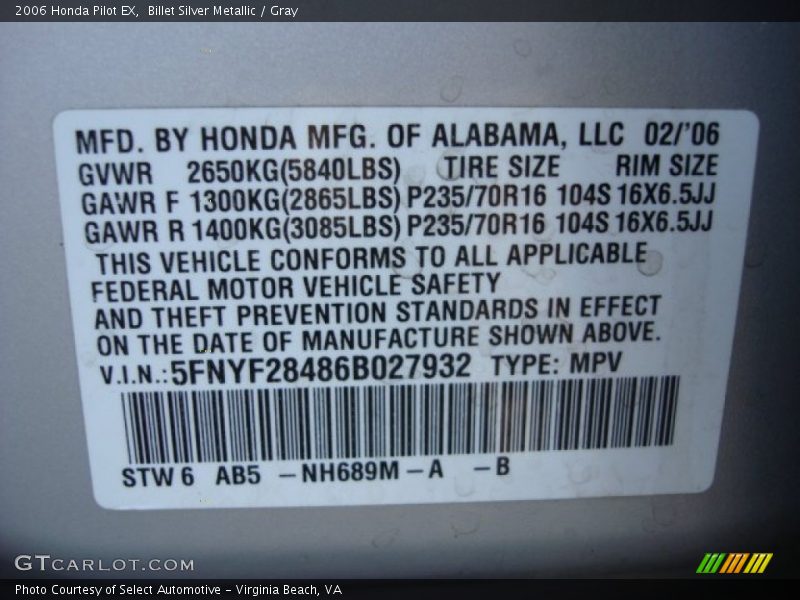 2006 Honda Pilot EX, Billet Silver Metallic / Gray
MFD. BY HONDA MFG. OF ALABAMA, LLC 02/'06
GVWR 2650KG(5840LBS) TIRE SIZE RIM SIZE
GAWR F 1300KG(2865LBS) P235/70R16 104S 16X6.5JJ
GAWR R 1400KG(3085LBS) P235/70R16 104S 16X6.5JJ
THIS VEHICLE CONFORMS TO ALL APPLICABLE
FEDERAL MOTOR VEHICLE SAFETY
AND THEFT PREVENTION STANDARDS IN EFFECT
ON THE DATE OF MANUFACTURE SHOWN ABOVE.
V.I.N.: 5FNYF28486B027932 TYPE: MPV
STW 6 AB5 - NH689M - A - B
GTCARLOT.COM
Photo Courtesy of Select Automotive - Virginia Beach, VA